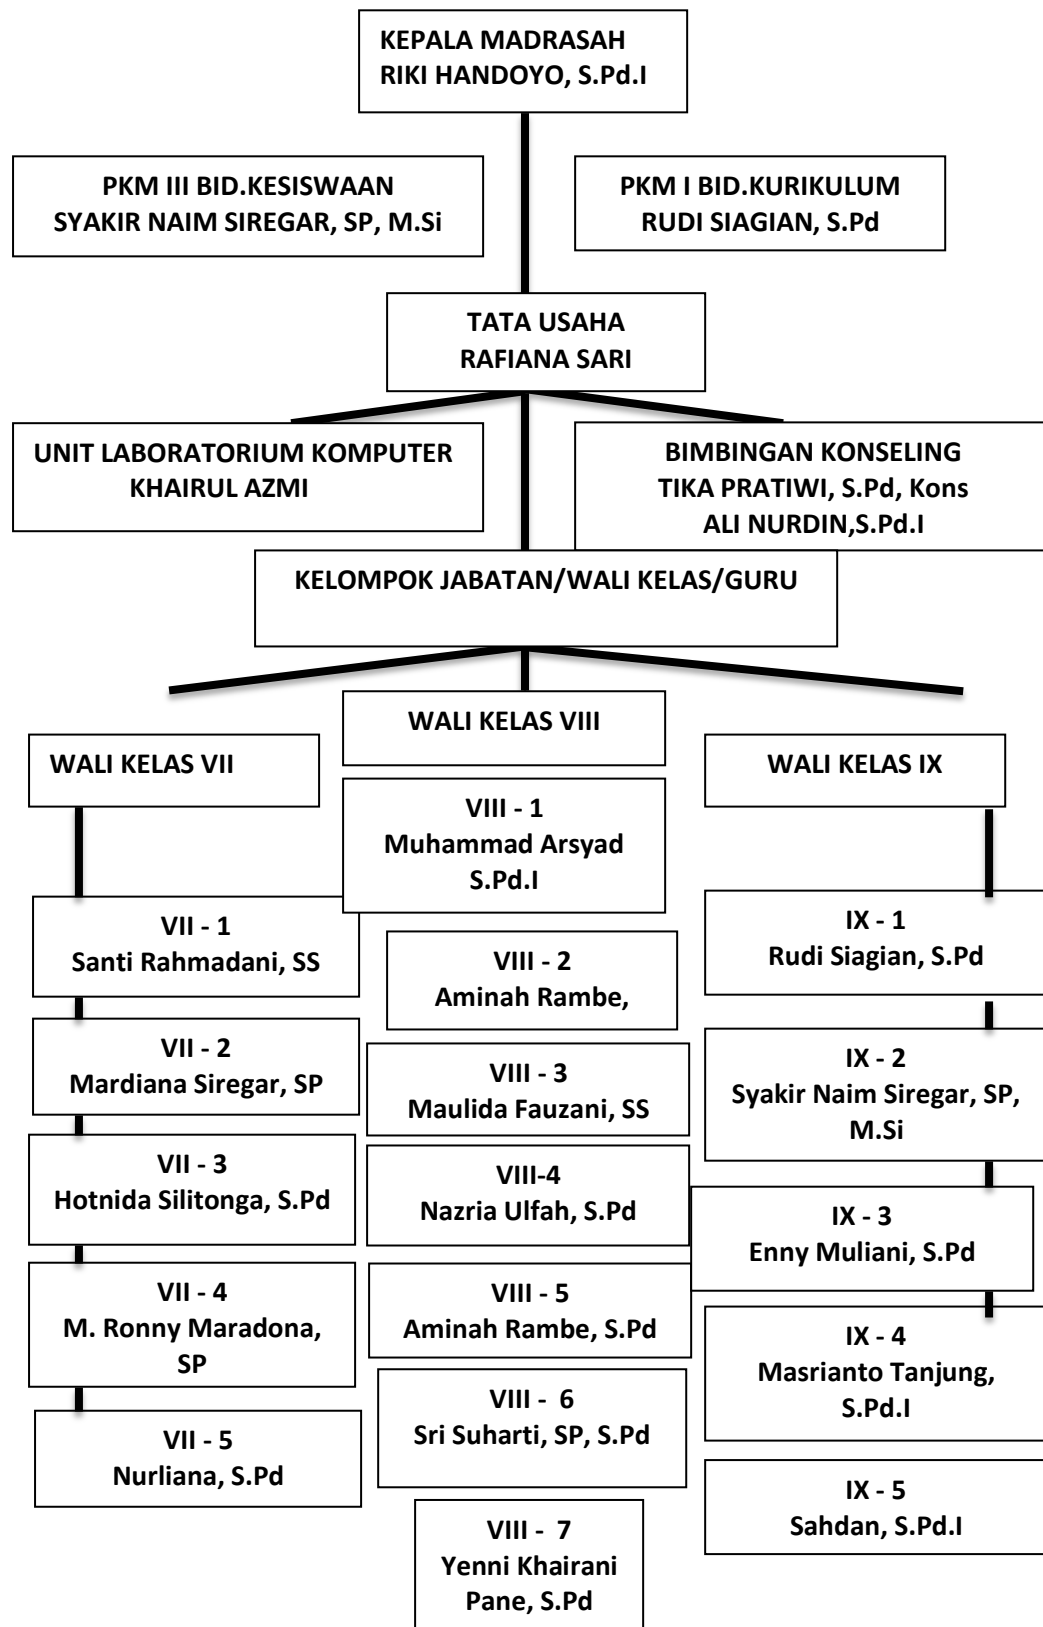 KEPALA MADRASAH
RIKI HANDOYO, S.Pd.I
PKM III BID.KESISWAAN
SYAKIR NAIM SIREGAR, SP, M.Si
PKM I BID.KURIKULUM
RUDI SIAGIAN, S.Pd
TATA USAHA
RAFIANA SARI
UNIT LABORATORIUM KOMPUTER
KHAIRUL AZMI
BIMBINGAN KONSELING
TIKA PRATIWI, S.Pd, Kons
ALI NURDIN,S.Pd.I
KELOMPOK JABATAN/WALI KELAS/GURU
WALI KELAS VII
VII - 1
Santi Rahmadani, SS
VII - 2
Mardiana Siregar, SP
VII - 3
Hotnida Silitonga, S.Pd
VII - 4
M. Ronny Maradona,
SP
VII - 5
Nurliana, S.Pd
WALI KELAS VIII
VIII - 1
Muhammad Arsyad
S.Pd.I
VIII - 2
Aminah Rambe,
VIII - 3
Maulida Fauzani, SS
VIII-4
Nazria Ulfah, S.Pd
VIII - 5
Aminah Rambe, S.Pd
VIII - 6
Sri Suharti, SP, S.Pd
VIII - 7
Yenni Khairani
Pane, S.Pd
WALI KELAS IX
IX - 1
Rudi Siagian, S.Pd
IX - 2
Syakir Naim Siregar, SP,
M.Si
IX - 3
Enny Muliani, S.Pd
IX - 4
Masrianto Tanjung,
S.Pd.I
IX - 5
Sahdan, S.Pd.I